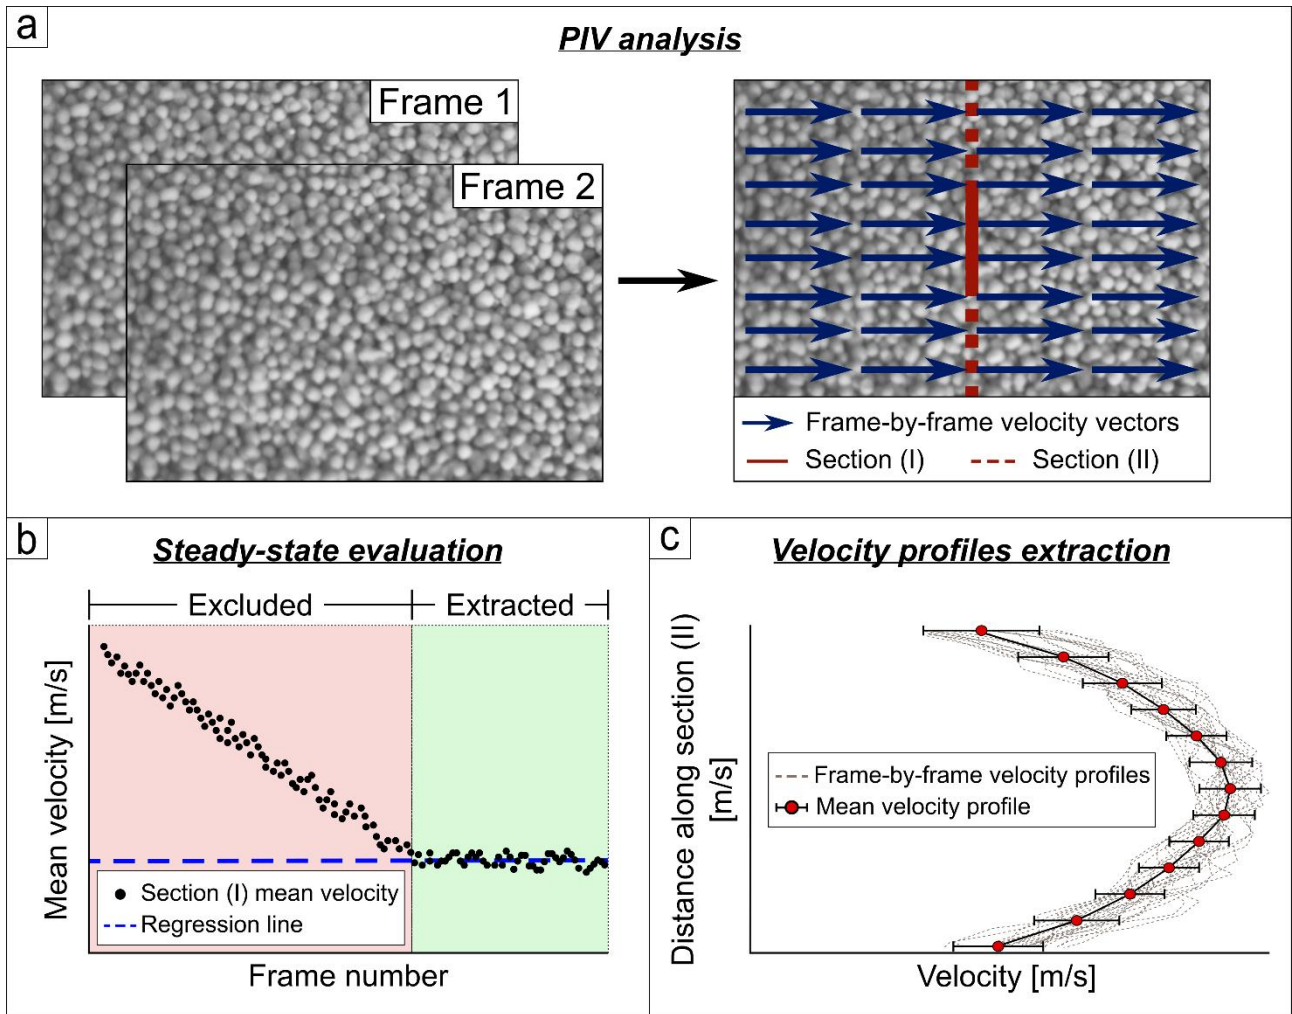 a
PIV analysis
Frame 1
Frame 2
Frame-by-frame velocity vectors
Section (I)
Section (II)
b
Steady-state evaluation
Excluded
Extracted
Mean velocity [m/s]
Section (I) mean velocity
Regression line
Frame number
c
Velocity profiles extraction
Distance along section (II)
[m/s]
Frame-by-frame velocity profiles
Mean velocity profile
Velocity [m/s]